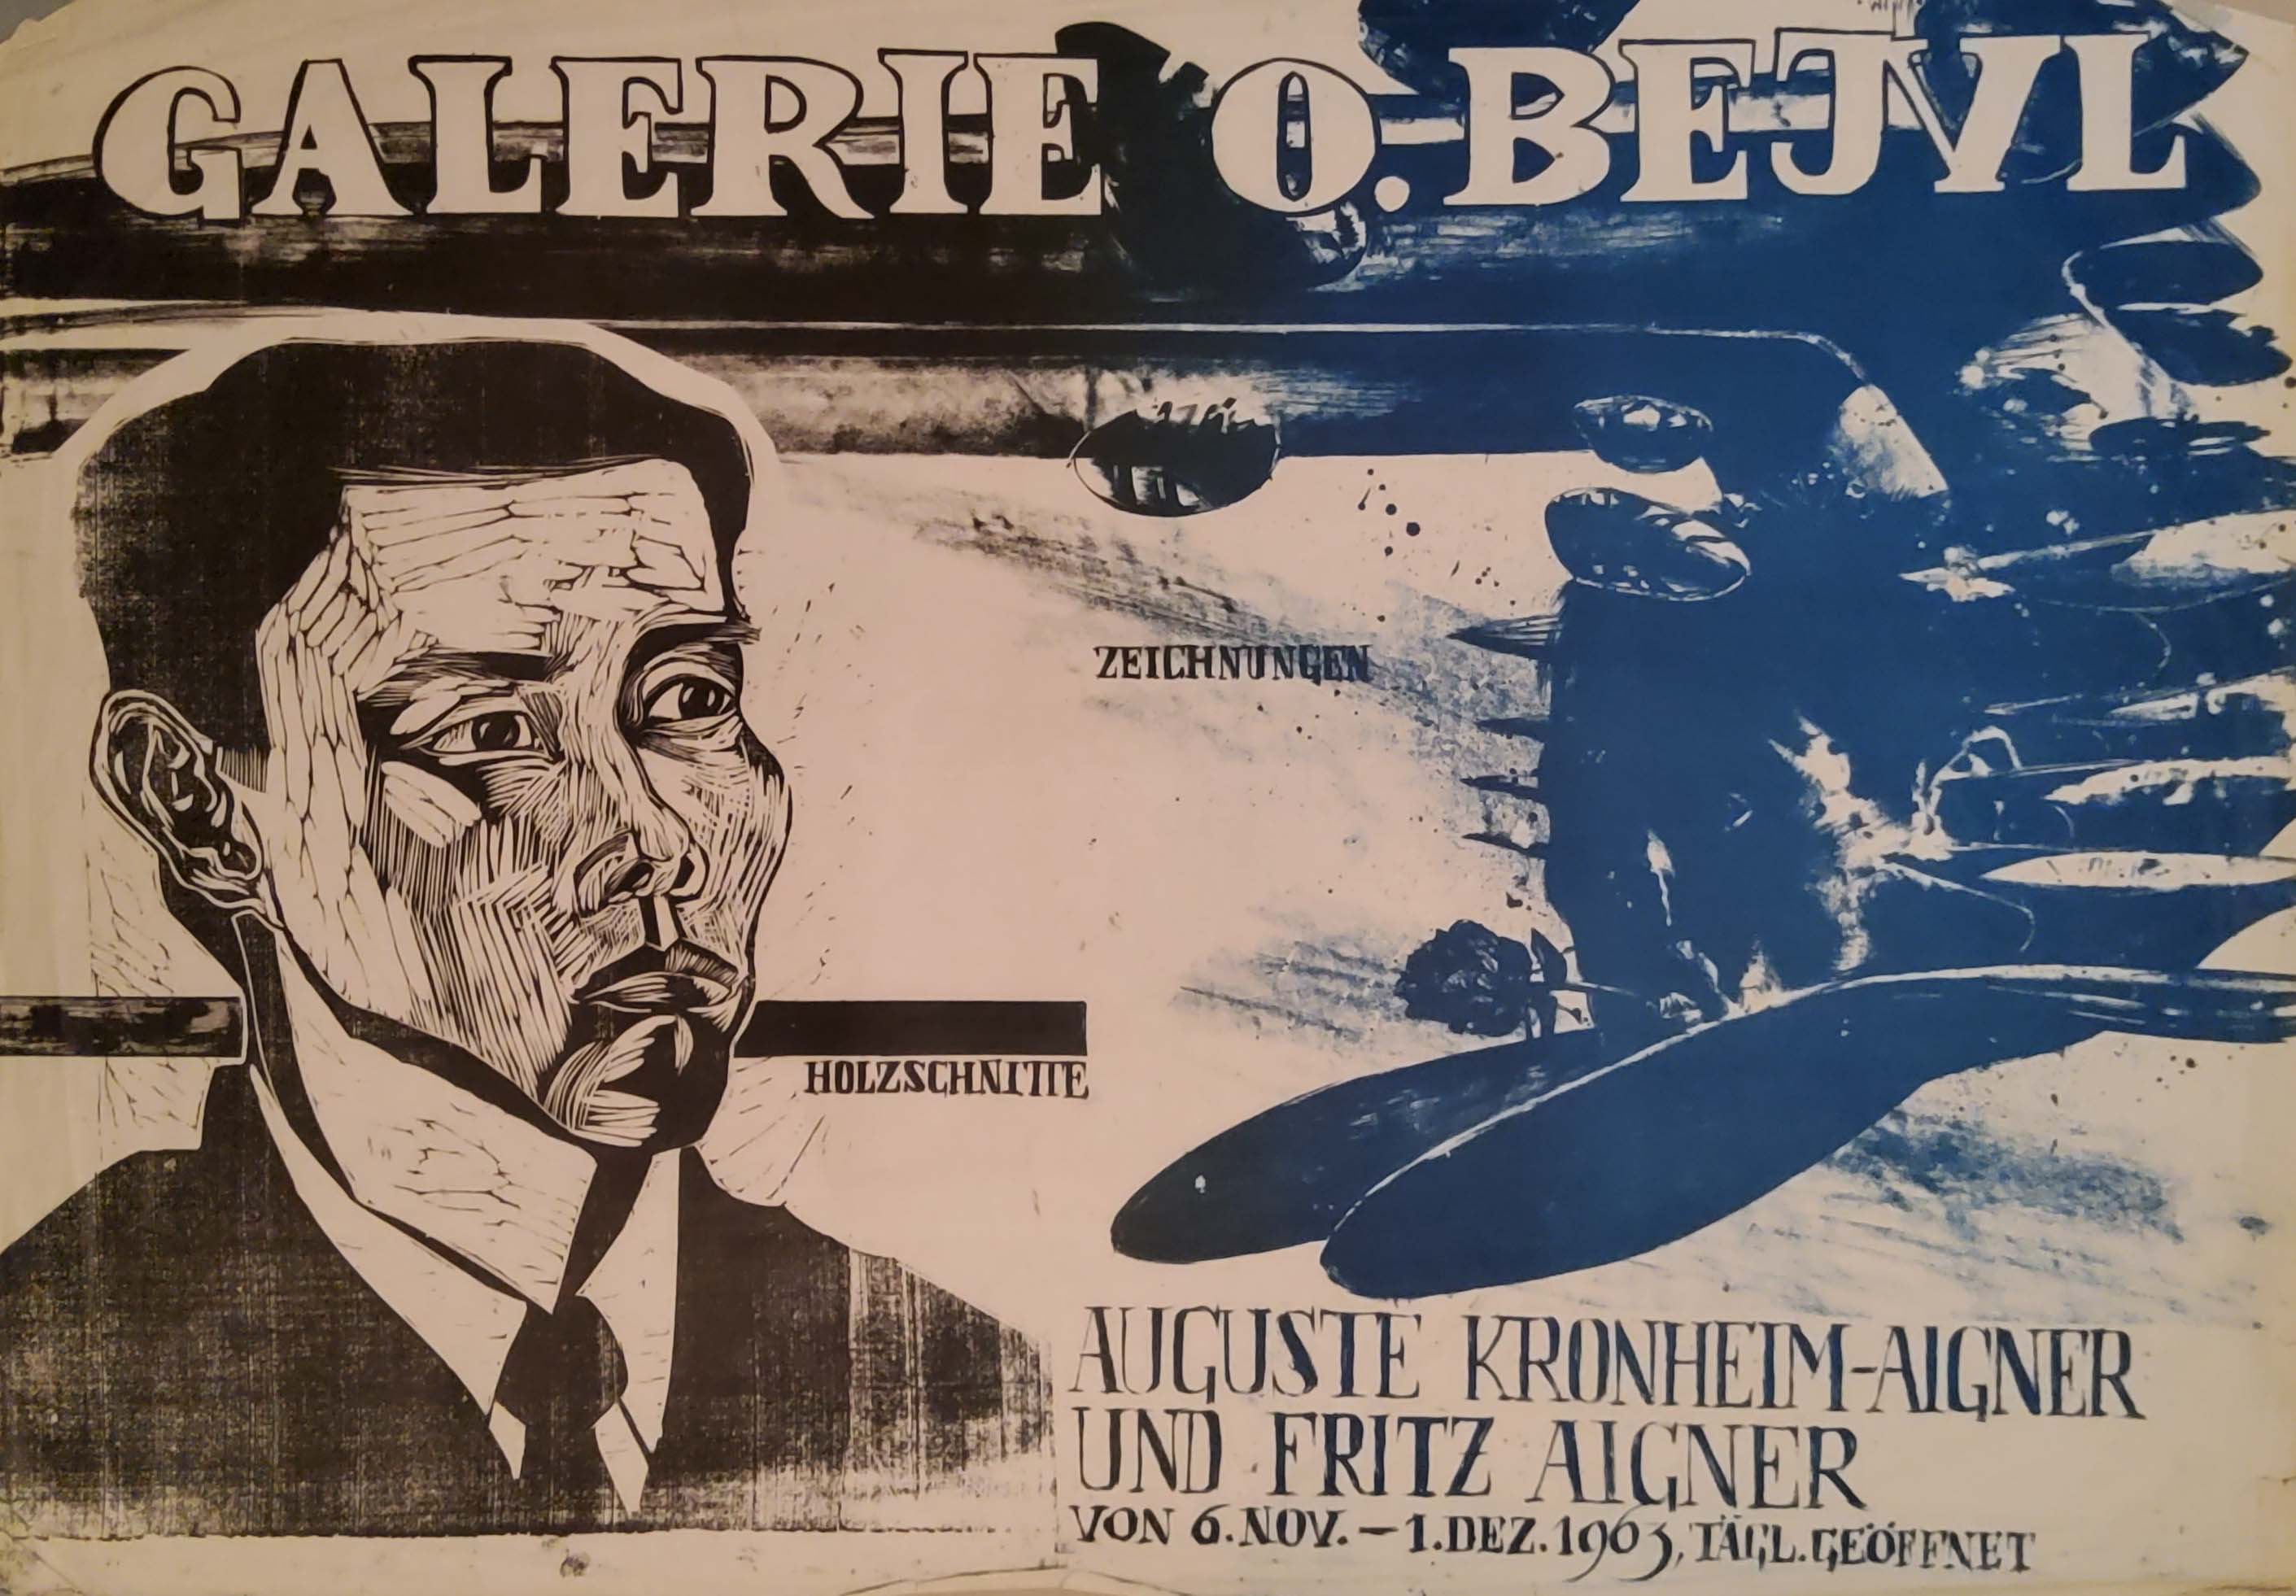 GALERIE O. BEJVL
ZEICHNUNGEN
HOLZSCHNITTE
AUGUSTE KRONHEIM-AIGNER
UND FRITZ AIGNER
VON 6. NOV. – 1. DEZ. 1963, TÄGL. GEÖFFNET